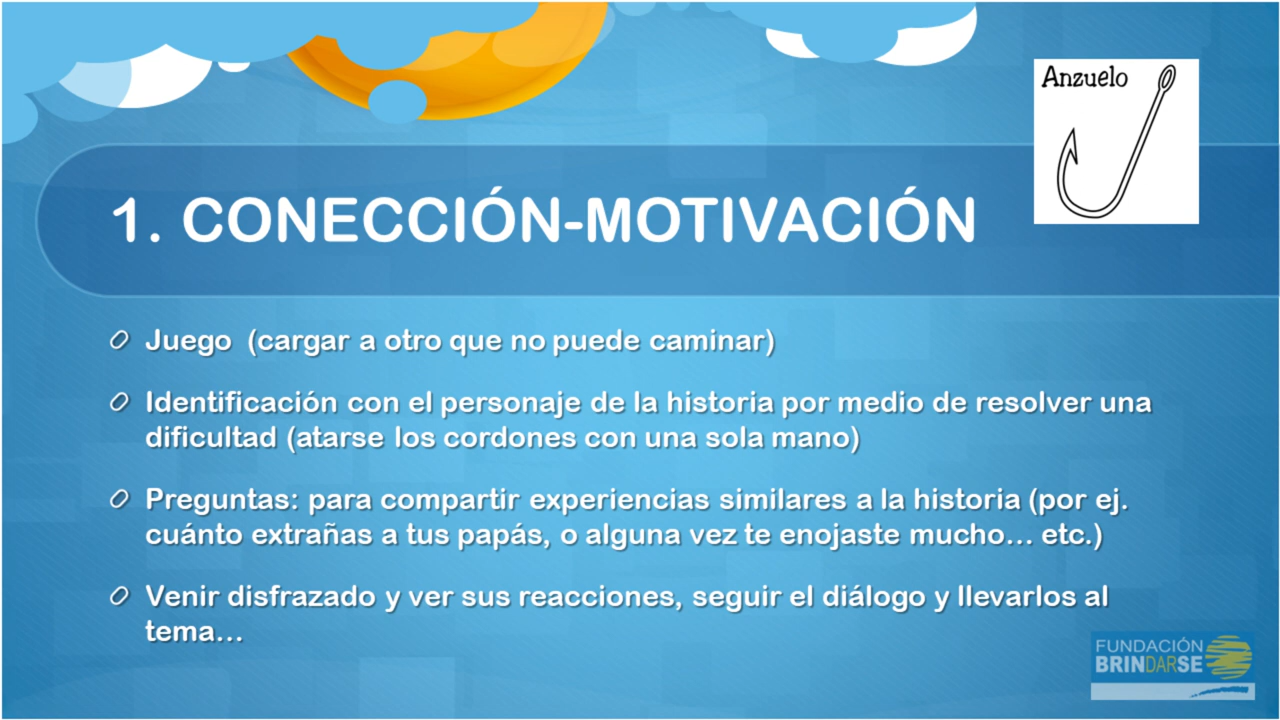 Anzuelo
1. CONECCIÓN-MOTIVACIÓN
Juego (cargar a otro que no puede caminar)
Identificación con el personaje de la historia por medio de resolver una
dificultad (atarse los cordones con una sola mano)
Preguntas: para compartir experiencias similares a la historia (por ej.
cuánto extrañas a tus papás, o alguna vez te enojaste mucho... etc.)
Venir disfrazado y ver sus reacciones, seguir el diálogo y llevarlos al
tema...
FUNDACIÓN
BRINDARSE